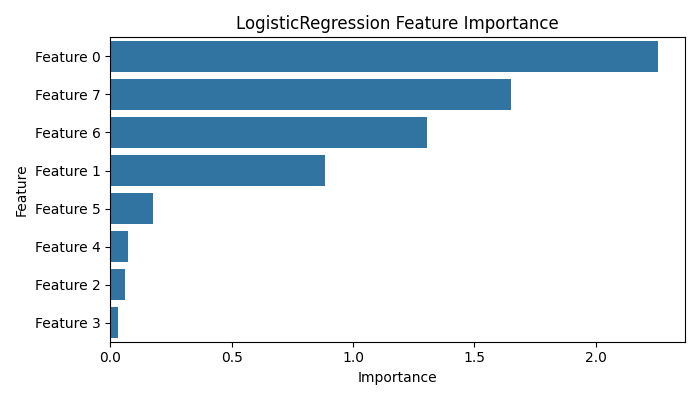 LogisticRegression Feature Importance
Feature 0
Feature 7
Feature 6
Feature 1
Feature 5
Feature 4
Feature 2
Feature 3
Feature
0.0 0.5 1.0 1.5 2.0
Importance